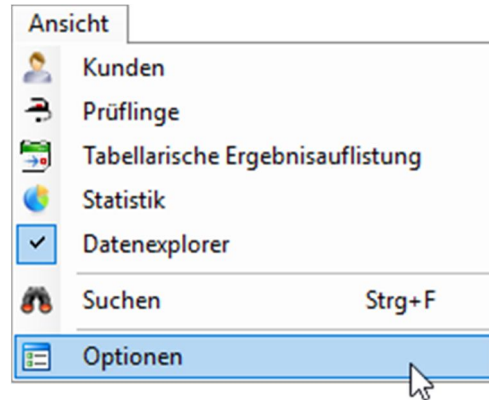 Ansicht
Kunden
Prüflinge
Tabellarische Ergebnisauflistung
Statistik
Datenexplorer
Suchen Strg+F
Optionen